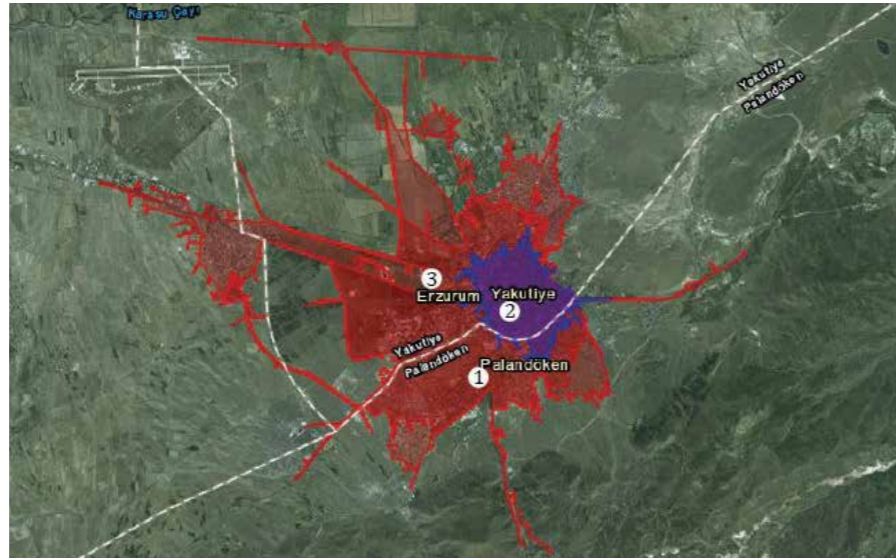 Karasu Çayı
Yakutiye
Palandöken
3
Erzurum
Yakutiye
2
Yakutiye
Palandöken
1
Palandöken